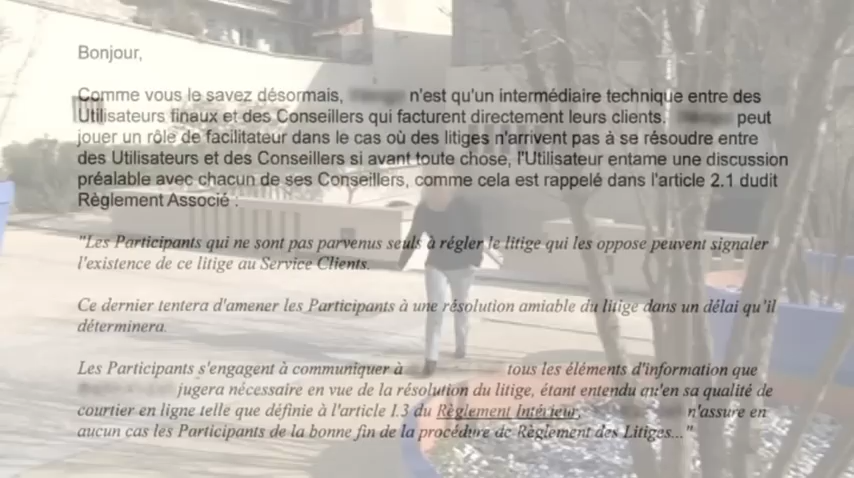 Bonjour,
Comme vous le savez désormais, n'est qu'un intermédiaire technique entre des
Utilisateurs finaux et des Conseillers qui facturent directement leurs clients. peut
jouer un rôle de facilitateur dans le cas où des litiges n'arrivent pas à se résoudre entre
des Utilisateurs et des Conseillers si avant toute chose, l'Utilisateur entame une discussion
préalable avec chacun de ses Conseillers, comme cela est rappelé dans l'article 2.1 dudit
Règlement Associé :
"Les Participants qui ne sont pas parvenus seuls à régler le litige qui les oppose peuvent signaler
l'existence de ce litige au Service Clients.
Ce dernier tentera d'amener les Participants à une résolution amiable du litige dans un délai qu'il
déterminera.
Les Participants s'engagent à communiquer à tous les éléments d'information que
jugera nécessaire en vue de la résolution du litige, étant entendu qu'en sa qualité de
courtier en ligne telle que définie à l'article I.3 du Règlement Intérieur, n'assure en
aucun cas les Participants de la bonne fin de la procédure de Règlement des Litiges..."